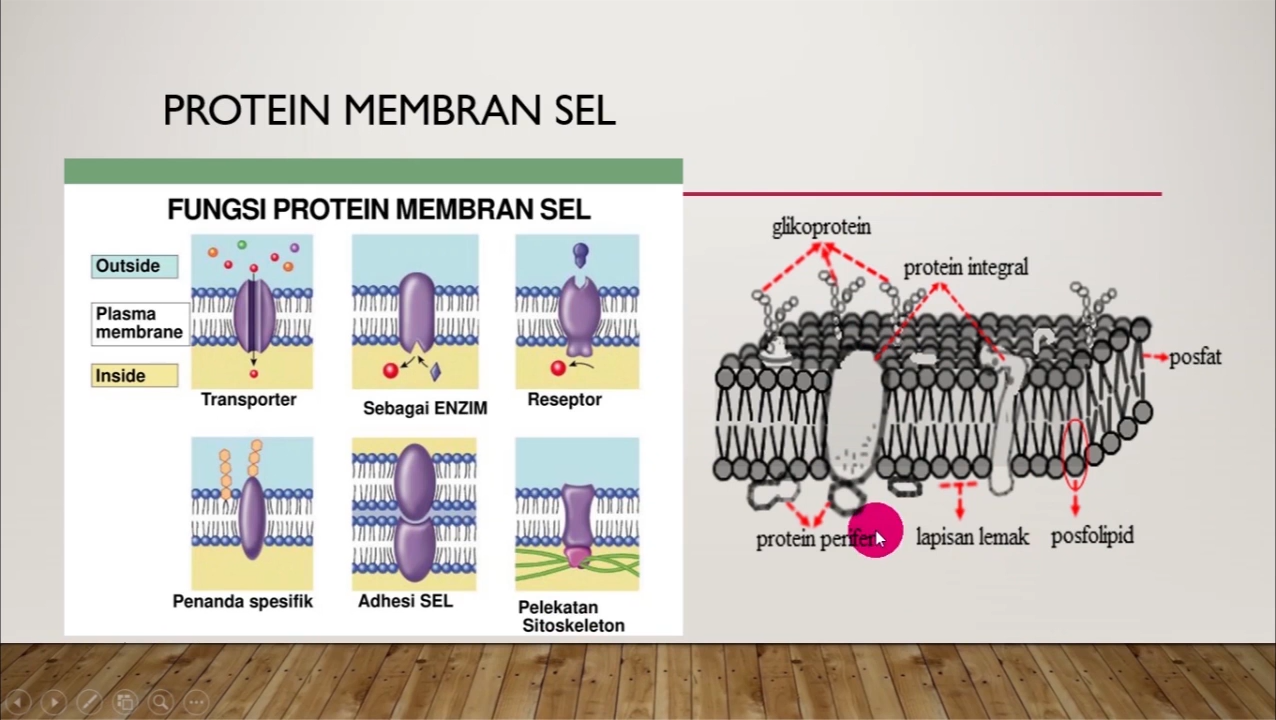 PROTEIN MEMBRAN SEL
FUNGSI PROTEIN MEMBRAN SEL
Outside
Plasma
membrane
Inside
Transporter
Sebagai ENZIM
Reseptor
Penanda spesifik
Adhesi SEL
Pelekatan
Sitoskeleton
glikoprotein
protein integral
posfat
protein perifer
lapisan lemak
posfolipid